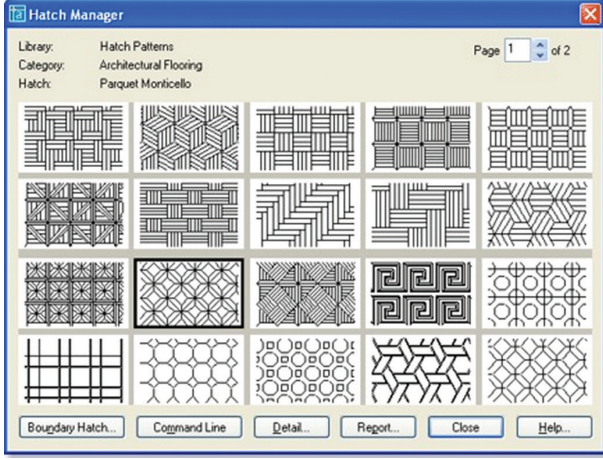 Hatch Manager
Library: Hatch Patterns
Category: Architectural Flooring
Hatch: Parquet Monticello
Page 1 of 2
Boundary Hatch... Command Line Detail... Report... Close Help...